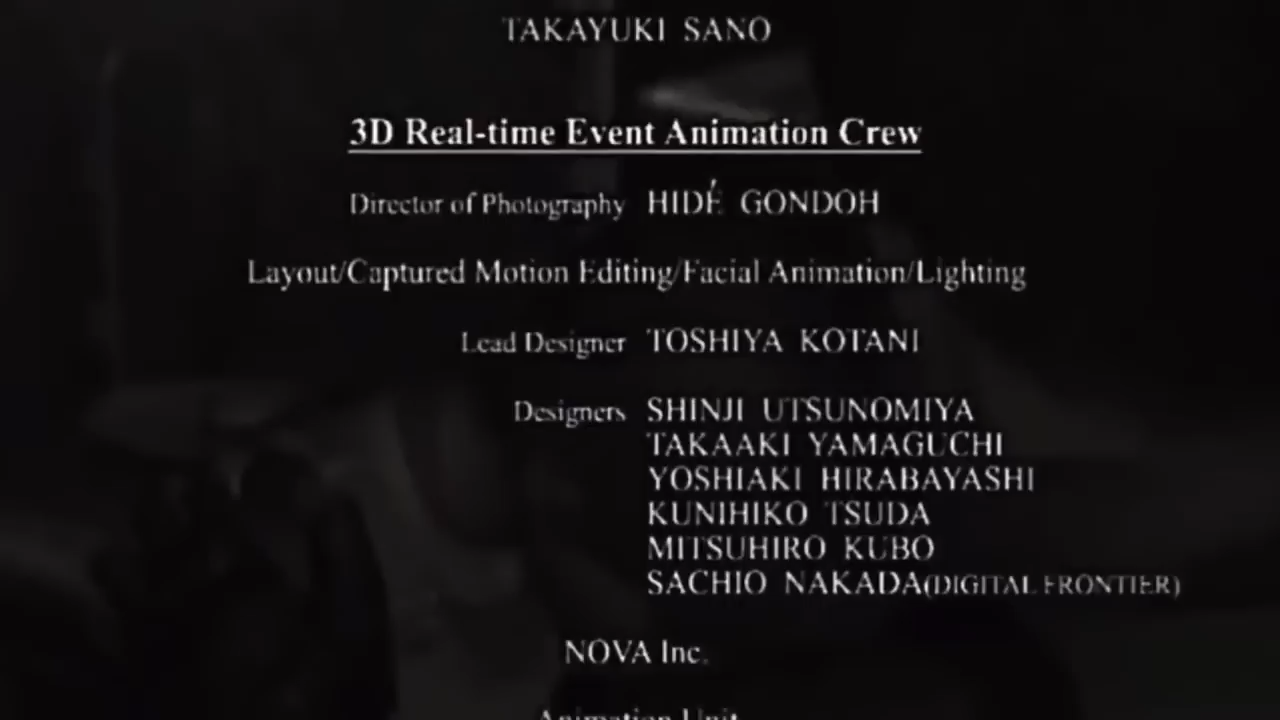 TAKAYUKI SANO
3D Real-time Event Animation Crew
Director of Photography HIDÉ GONDOH
Layout/Captured Motion Editing/Facial Animation/Lighting
Lead Designer TOSHIYA KOTANI
Designers SHINJI UTSUNOMIYA
TAKAAKI YAMAGUCHI
YOSHIAKI HIRABAYASHI
KUNIHIKO TSUDA
MITSUHIRO KUBO
SACHIO NAKADA(DIGITAL FRONTIER)
NOVA Inc.
Animation Unit